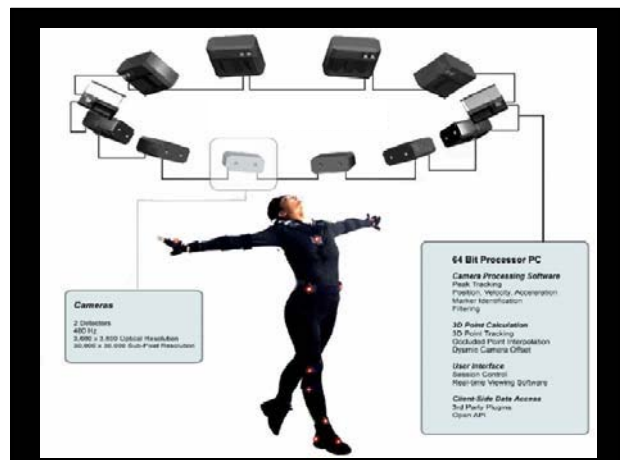 Cameras
2 Detectors
480 Hz
3,600 x 3,600 Optical Resolution
30,000 x 30,000 Sub-Pixel Resolution
64 Bit Processor PC
Camera Processing Software
Peak Tracking
Position, Velocity, Acceleration
Marker Identification
Filtering
3D Point Calculation
3D Point Tracking
Occluded Point Interpolation
Dynamic Camera Offset
User Interface
Session Control
Real-time Viewing Software
Client-Side Data Access
3rd Party Plugins
Open API